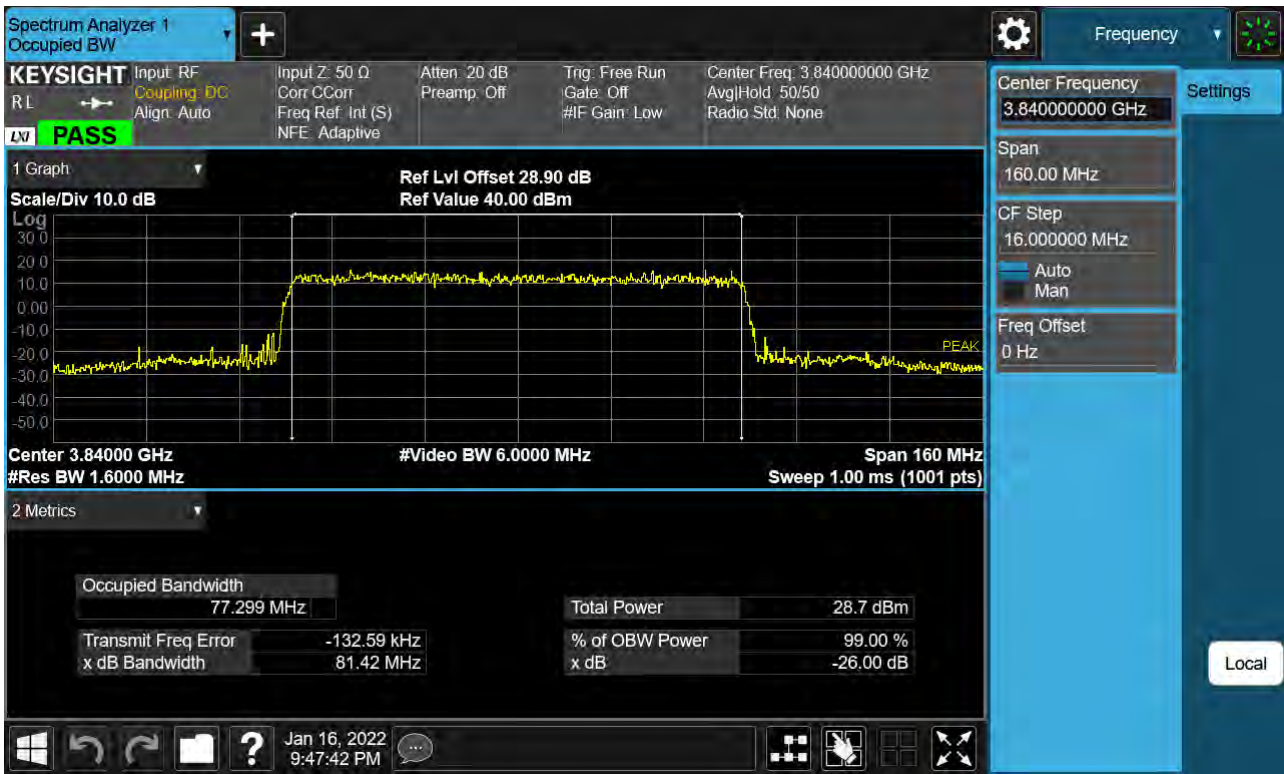 Spectrum Analyzer 1
Occupied BW
+
Frequency
KEYSIGHT
R L
LXI
PASS
Input: RF
Coupling: DC
Align: Auto
Input Z: 50 Ω
Corr CCorr
Freq Ref: Int (S)
NFE: Adaptive
Atten: 20 dB
Preamp: Off
Trig: Free Run
Gate: Off
#IF Gain: Low
Center Freq: 3.840000000 GHz
Avg|Hold: 50/50
Radio Std: None
Center Frequency
3.840000000 GHz
Settings
Span
160.00 MHz
CF Step
16.000000 MHz
Auto
Man
Freq Offset
0 Hz
Local
1 Graph
Scale/Div 10.0 dB
Ref Lvl Offset 28.90 dB
Ref Value 40.00 dBm
Log
30.0
20.0
10.0
0.00
-10.0
-20.0
-30.0
-40.0
-50.0
PEAK
Center 3.84000 GHz
#Video BW 6.0000 MHz
Span 160 MHz
#Res BW 1.6000 MHz
Sweep 1.00 ms (1001 pts)
2 Metrics
Occupied Bandwidth
77.299 MHz
Total Power 28.7 dBm
Transmit Freq Error -132.59 kHz
% of OBW Power 99.00 %
x dB Bandwidth 81.42 MHz
x dB -26.00 dB
?
Jan 16, 2022
9:47:42 PM